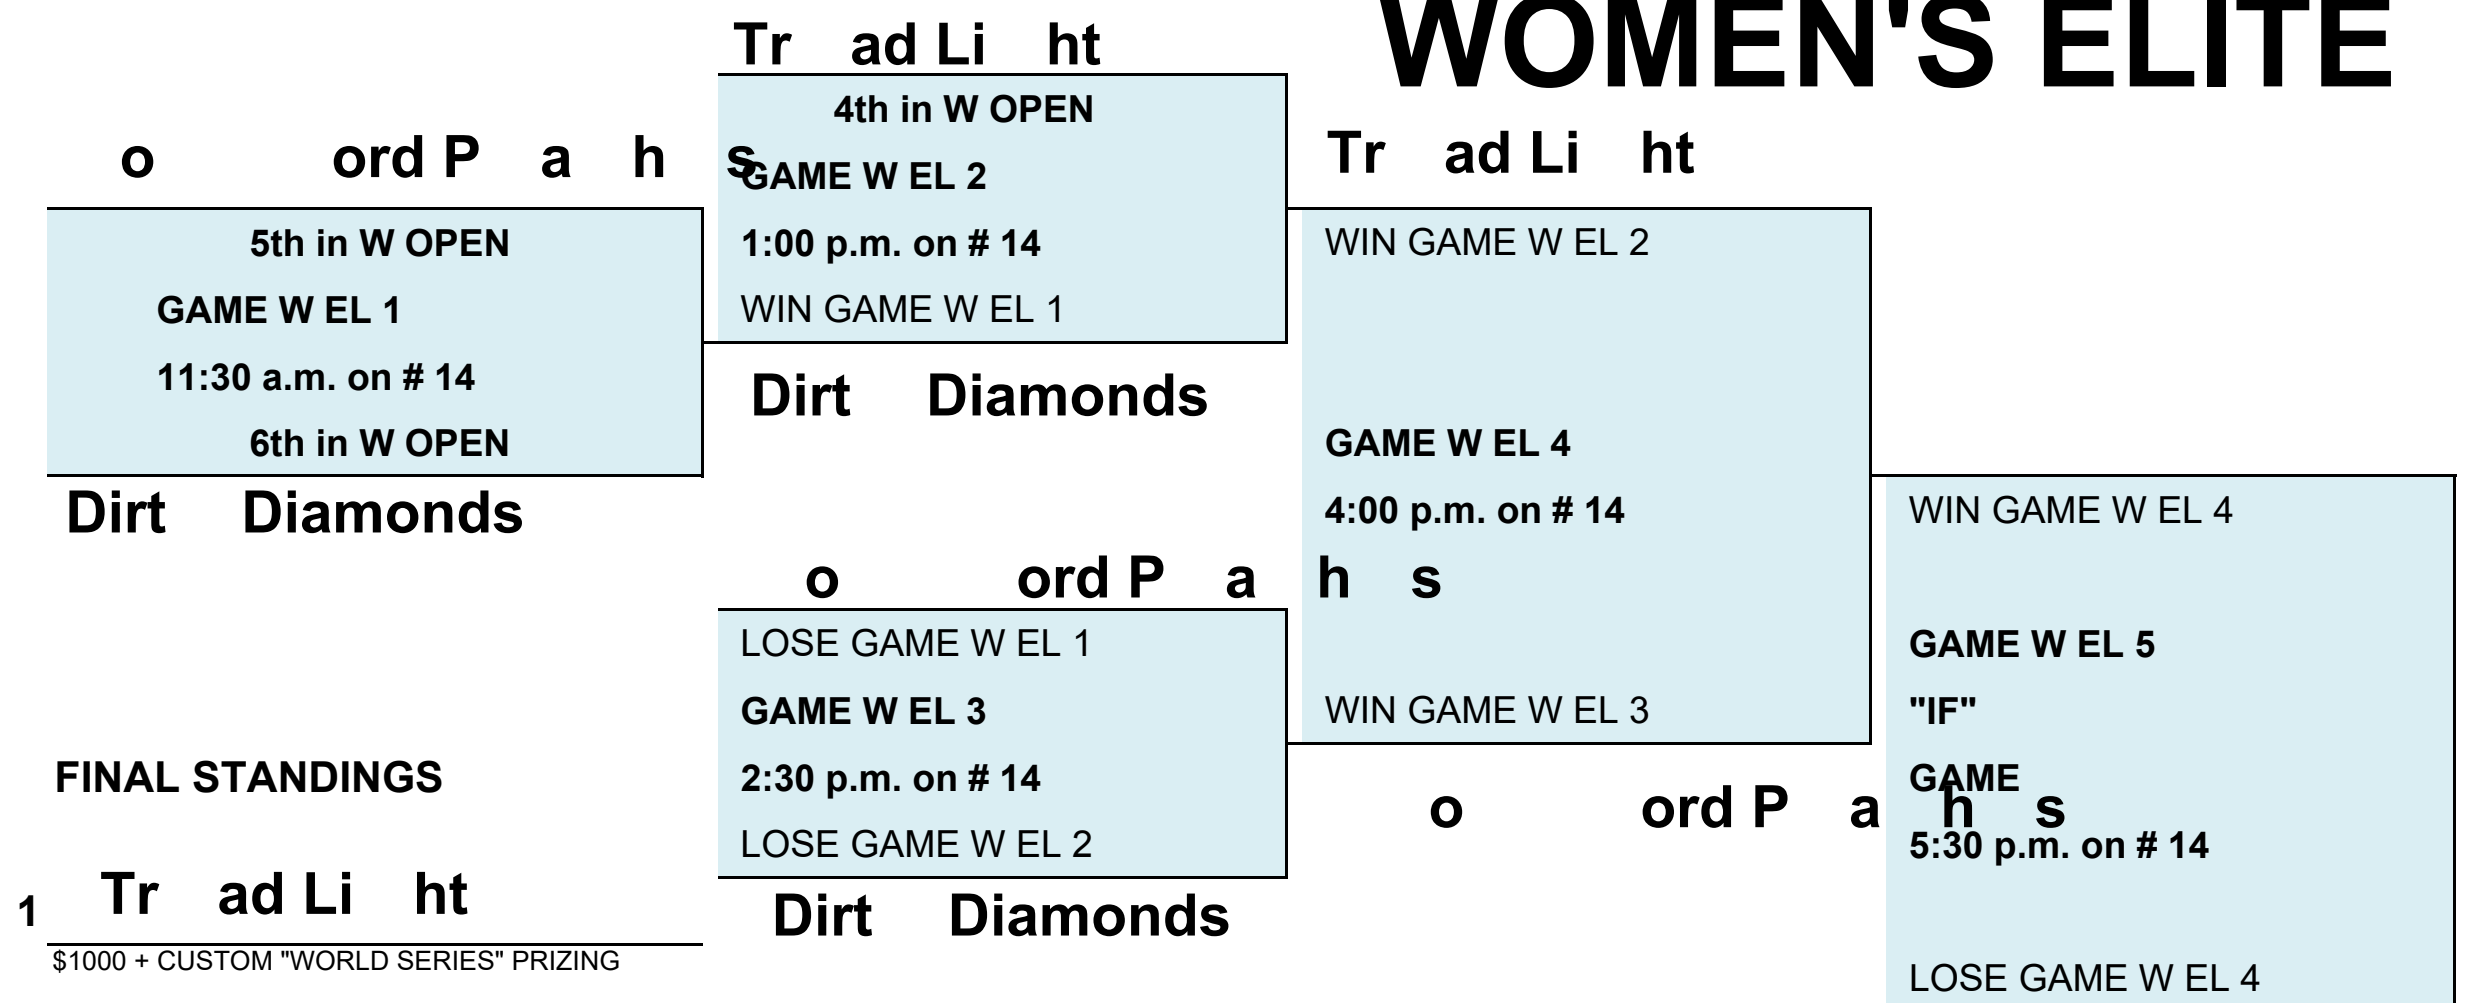 WOMEN'S ELITE
Tr ad Li ht
4th in W OPEN
GAME W EL 2
1:00 p.m. on # 14
WIN GAME W EL 1
Dirt Diamonds
o ord P a h s
5th in W OPEN
GAME W EL 1
11:30 a.m. on # 14
6th in W OPEN
Dirt Diamonds
Tr ad Li ht
WIN GAME W EL 2
GAME W EL 4
4:00 p.m. on # 14
WIN GAME W EL 3
o ord P a h s
o ord P a h s
LOSE GAME W EL 1
GAME W EL 3
2:30 p.m. on # 14
LOSE GAME W EL 2
Dirt Diamonds
WIN GAME W EL 4
GAME W EL 5
"IF"
GAME
5:30 p.m. on # 14
LOSE GAME W EL 4
FINAL STANDINGS
1 Tr ad Li ht
$1000 + CUSTOM "WORLD SERIES" PRIZING